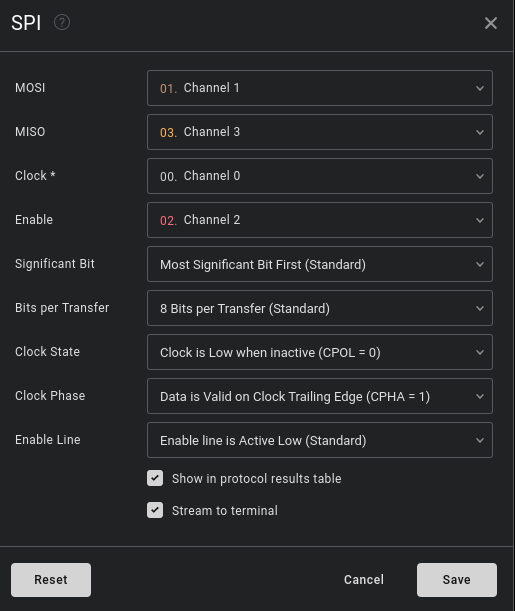 SPI ?
MOSI 01. Channel 1
MISO 03. Channel 3
Clock * 00. Channel 0
Enable 02. Channel 2
Significant Bit Most Significant Bit First (Standard)
Bits per Transfer 8 Bits per Transfer (Standard)
Clock State Clock is Low when inactive (CPOL = 0)
Clock Phase Data is Valid on Clock Trailing Edge (CPHA = 1)
Enable Line Enable line is Active Low (Standard)
Show in protocol results table
Stream to terminal
Reset Cancel Save